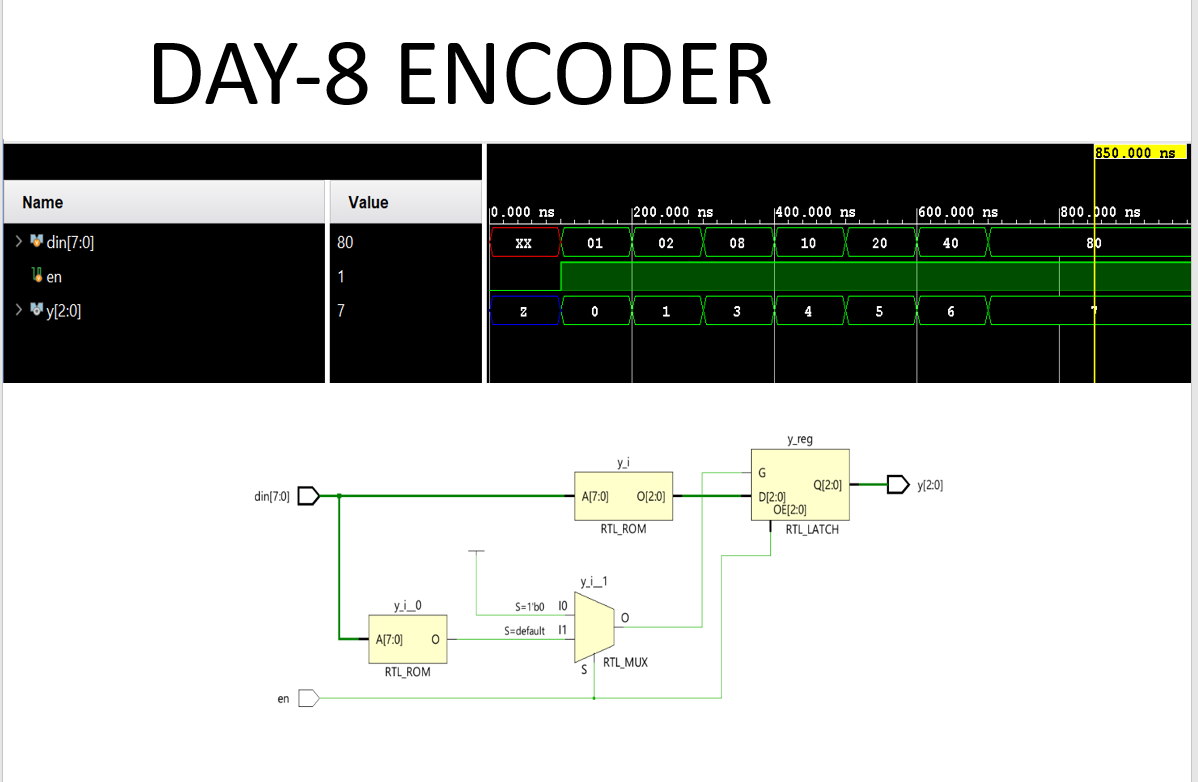 DAY-8 ENCODER
850.000 ns
Name Value
0.000 ns 200.000 ns 400.000 ns 600.000 ns 800.000 ns
din[7:0] 80 XX 01 02 08 10 20 40 80
en 1
y[2:0] 7 Z 0 1 3 4 5 6 7
y_reg
y_i
G
din[7:0] A[7:0] O[2:0] D[2:0] Q[2:0] y[2:0]
OE[2:0]
RTL_ROM RTL_LATCH
y_i__1
y_i__0 S=1'b0 I0
O
S=default I1
A[7:0] O
S RTL_MUX
RTL_ROM
en